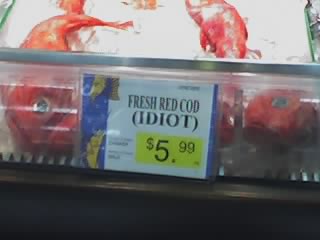 FRESH RED COD
(IDIOT)
$5.99